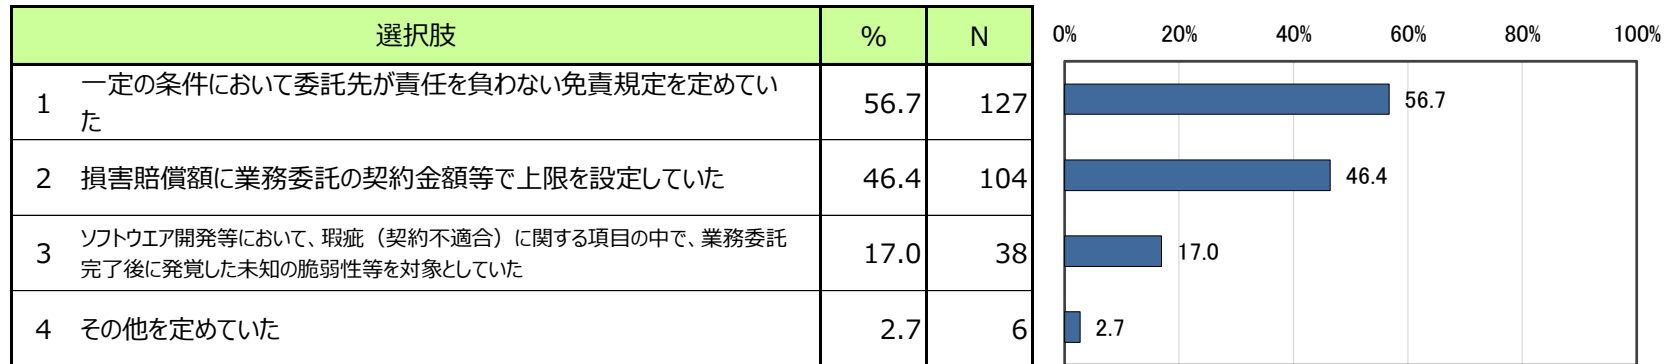 選択肢 % N
1 一定の条件において委託先が責任を負わない免責規定を定めてい
た 56.7 127
2 損害賠償額に業務委託の契約金額等で上限を設定していた 46.4 104
3 ソフトウエア開発等において、瑕疵（契約不適合）に関する項目の中で、業務委託
完了後に発覚した未知の脆弱性等を対象としていた 17.0 38
4 その他を定めていた 2.7 6
0% 20% 40% 60% 80% 100%
56.7
46.4
17.0
2.7